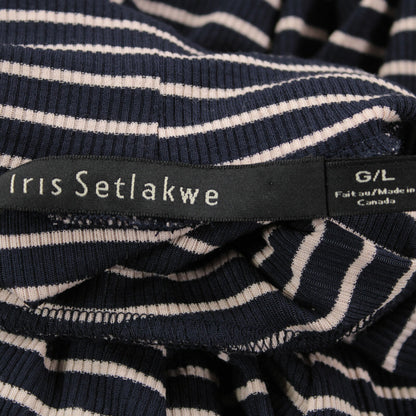 Iris Setlakwe
G/L
Fait au/Made in
Canada